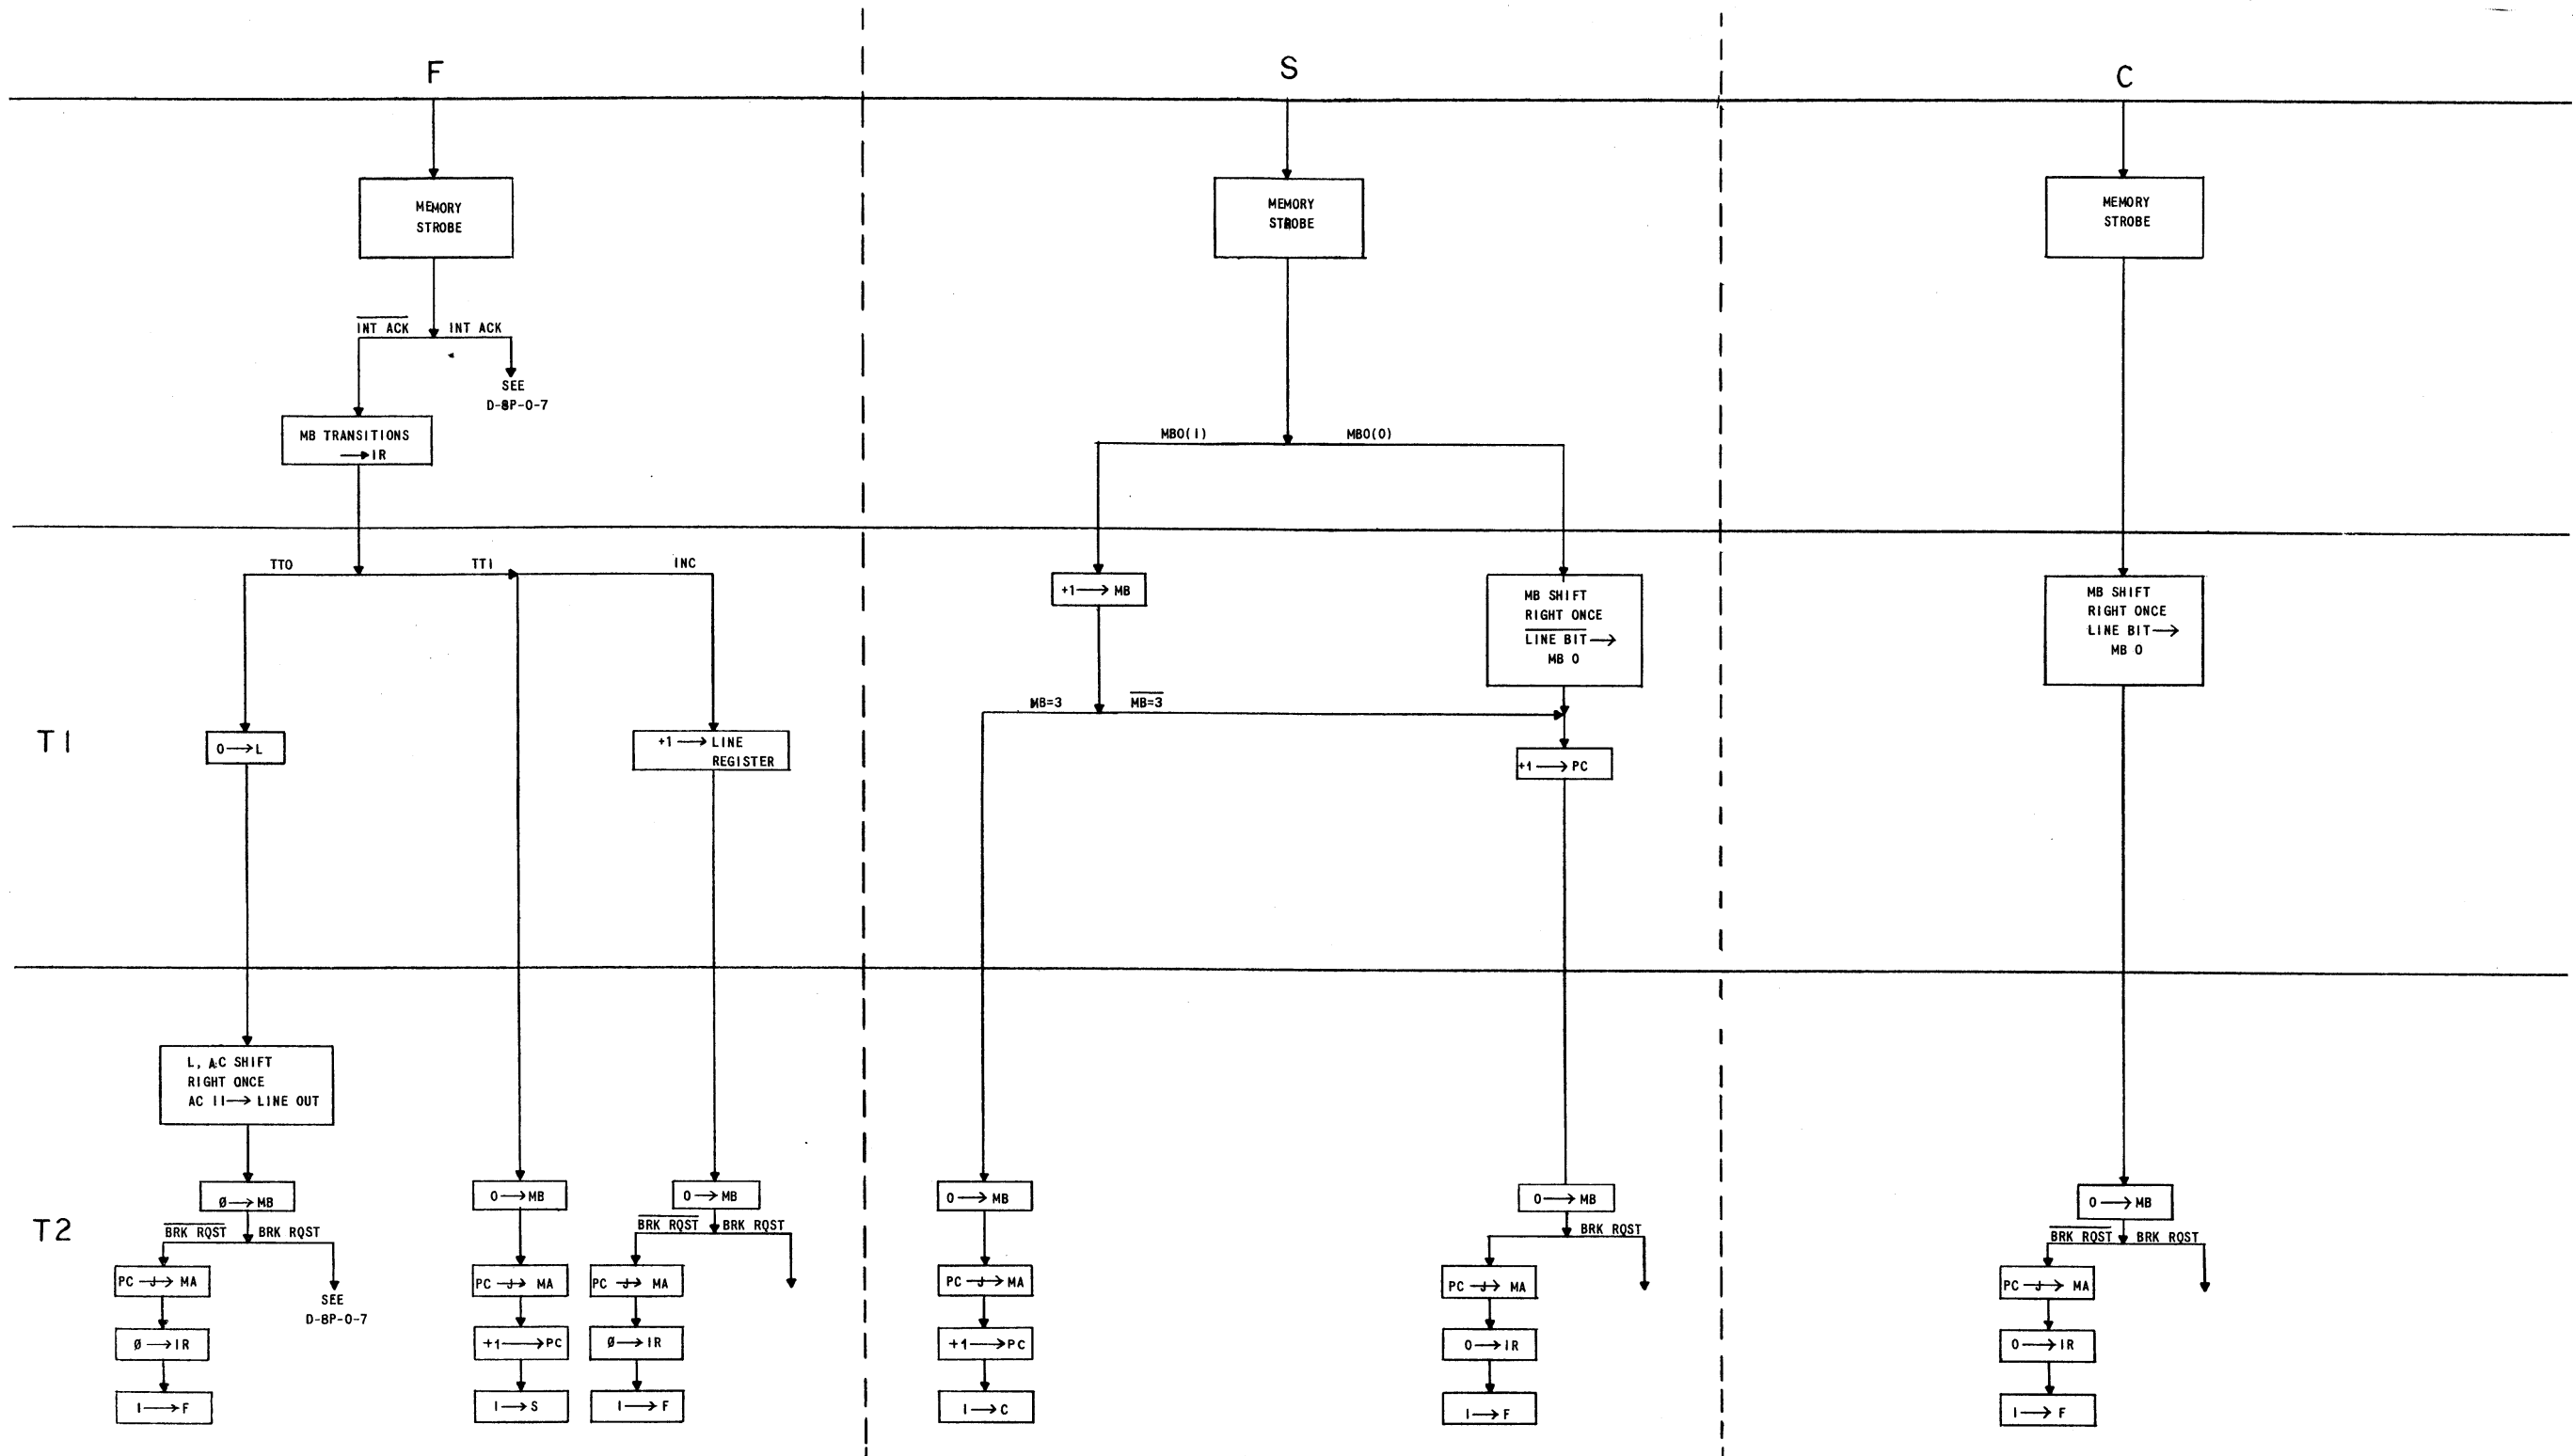 F
S
C
MEMORY
STROBE
MEMORY
STROBE
MEMORY
STROBE
INT ACK INT ACK
SEE
D-8P-0-7
MB TRANSITIONS
→IR
MB0(1) MB0(0)
TTO TTI INC
+1→MB
MB SHIFT
RIGHT ONCE
LINE BIT→
MB 0
MB SHIFT
RIGHT ONCE
LINE BIT→
MB 0
MB=3 MB=3
T1
0→L
+1→LINE
REGISTER
+1→PC
L, AC SHIFT
RIGHT ONCE
AC 11→LINE OUT
T2
Ø→MB
0→MB
0→MB
0→MB
0→MB
0→MB
BRK RQST BRK RQST
BRK RQST BRK RQST
BRK RQST
BRK RQST BRK RQST
PC -J→ MA
PC -J→ MA
PC -J→ MA
PC -J→ MA
PC -J→ MA
PC -J→ MA
SEE
D-8P-0-7
Ø→IR
+1→PC
Ø→IR
+1→PC
0→IR
0→IR
1→F
1→S
1→F
1→C
1→F
1→F